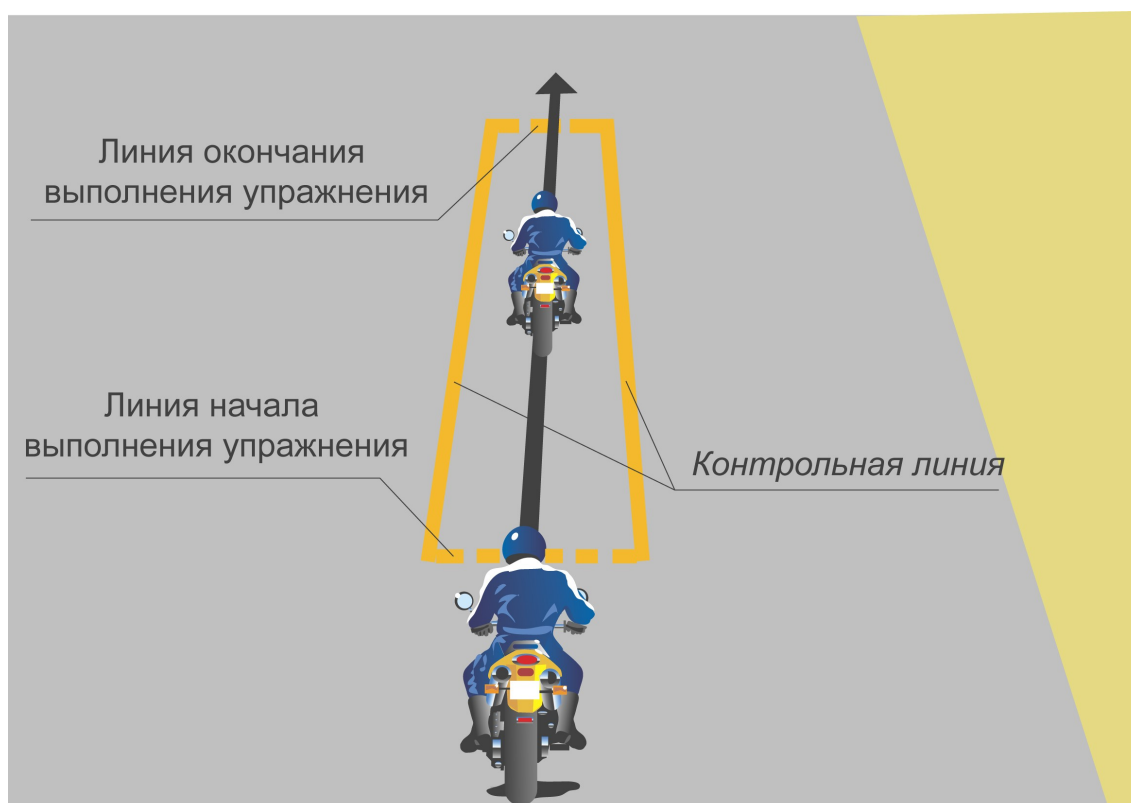 Линия окончания
выполнения упражнения
Линия начала
выполнения упражнения
Контрольная линия